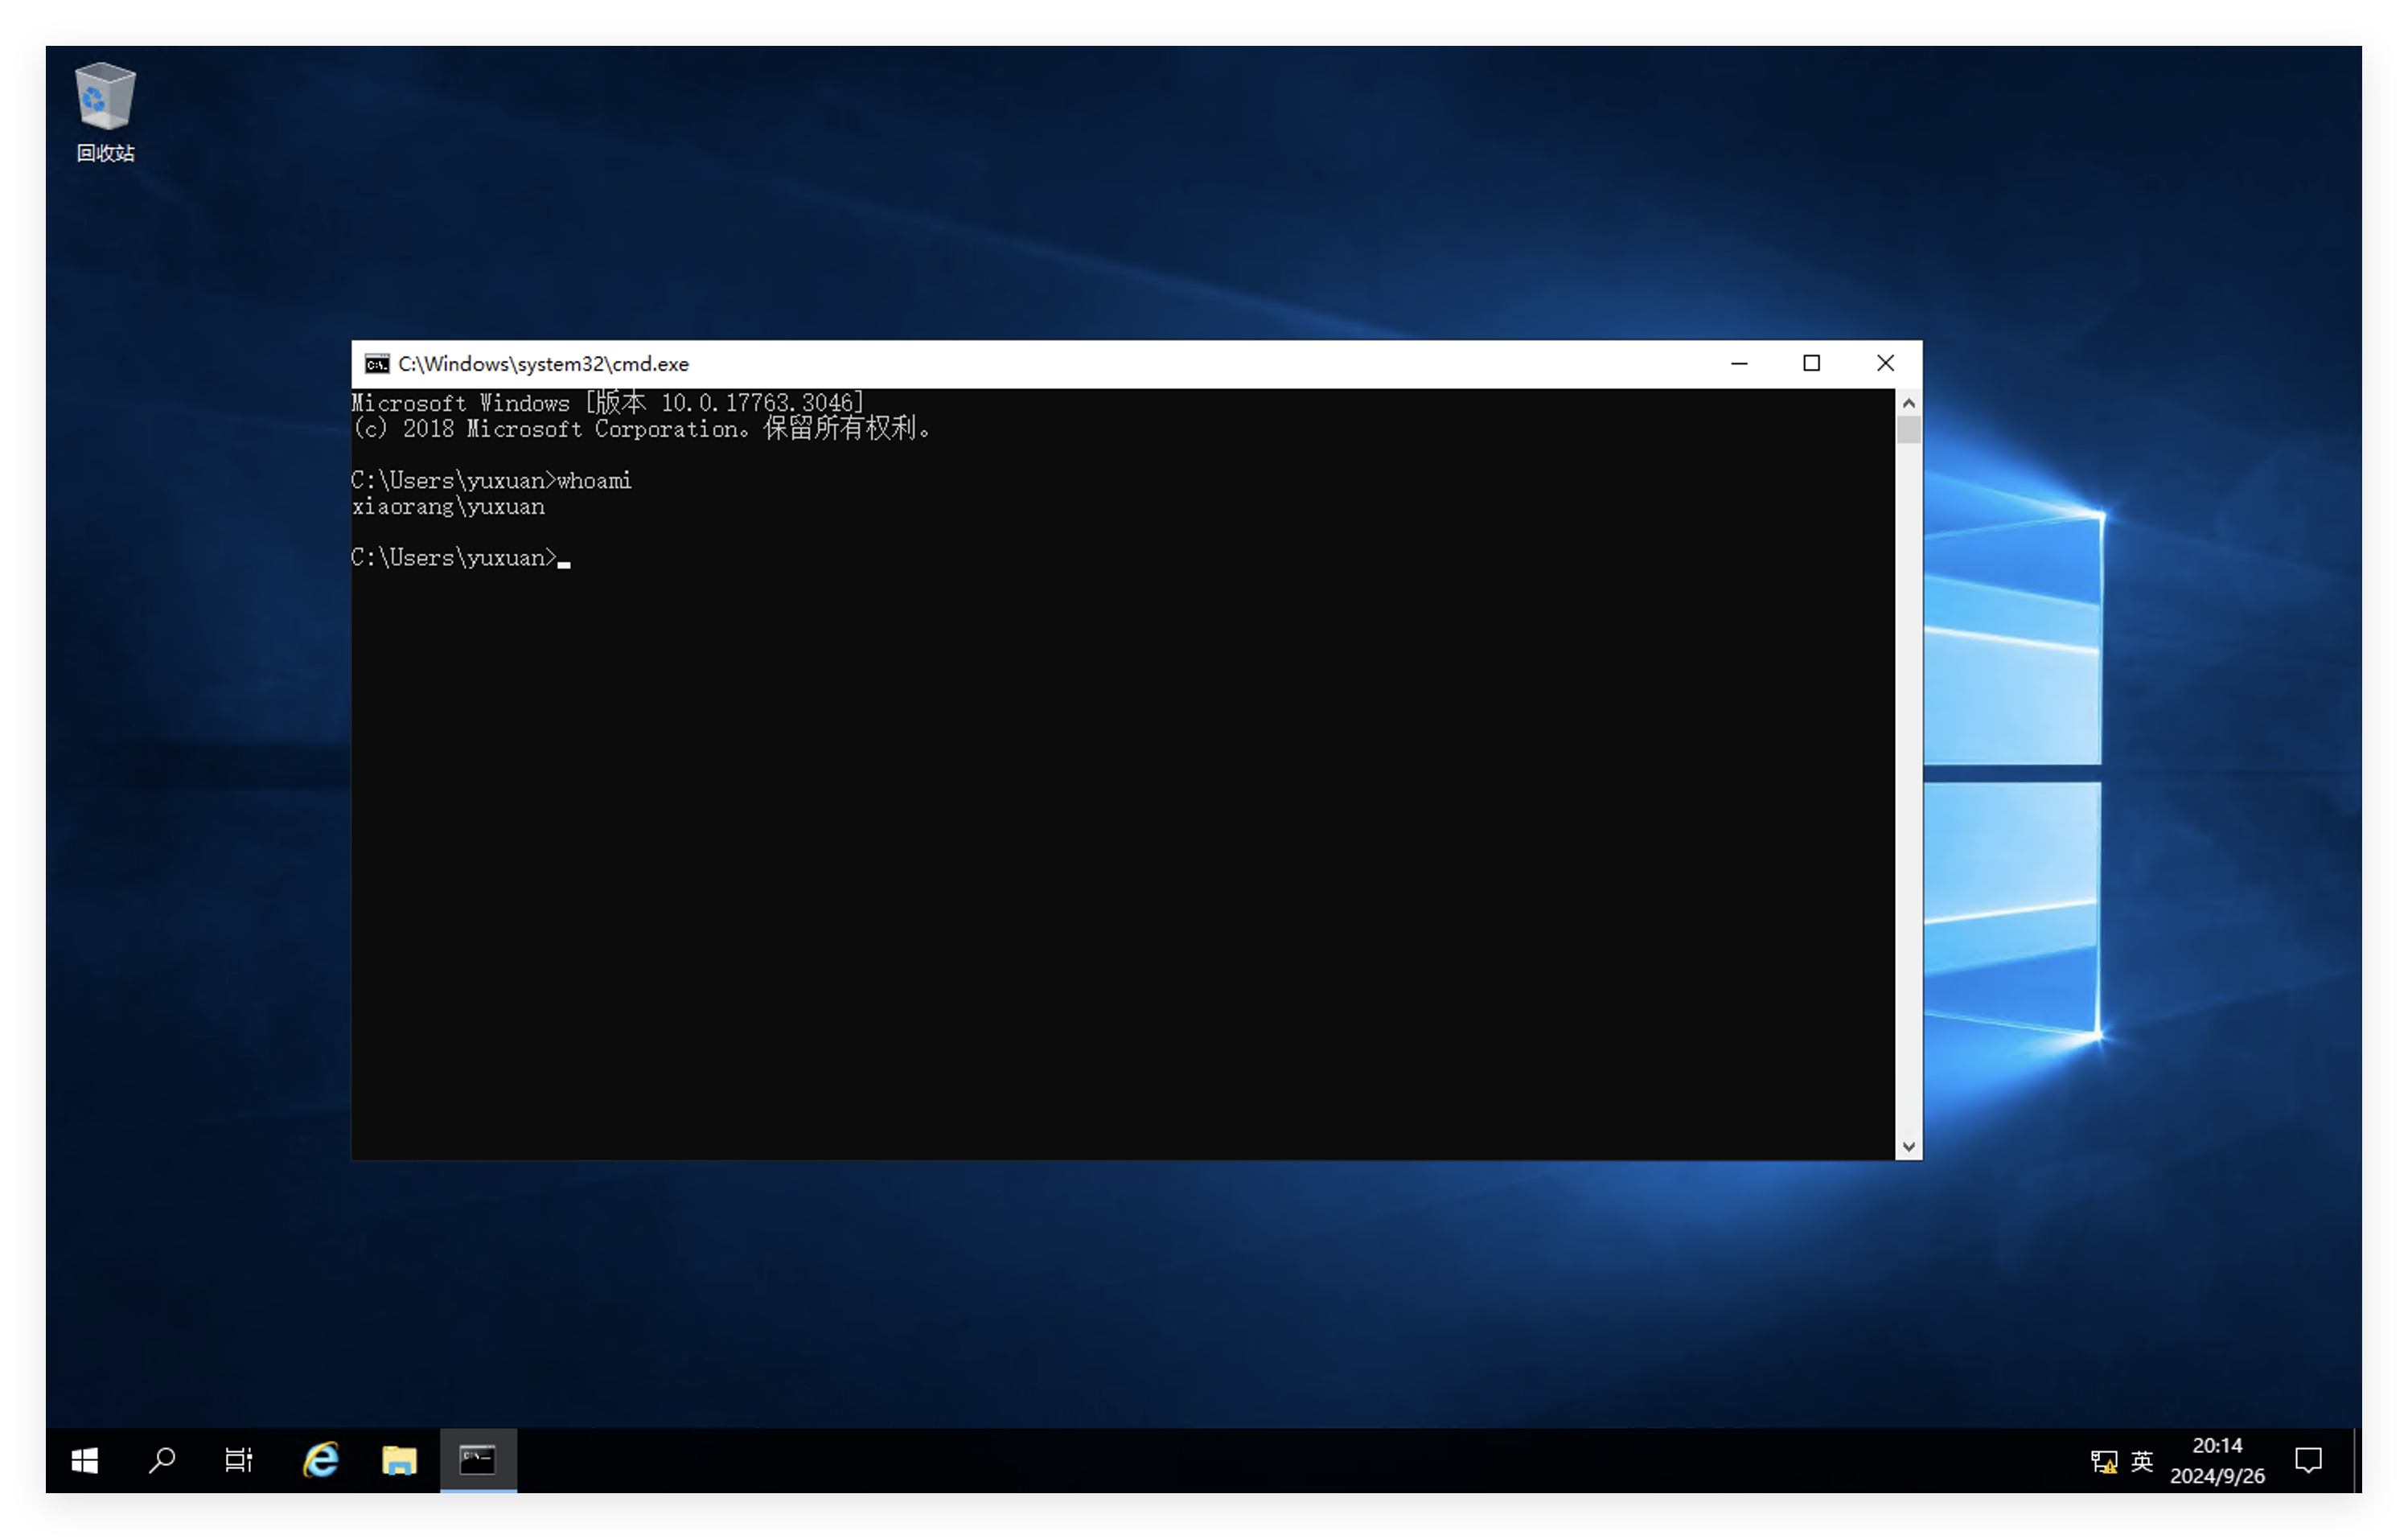 回收站
C:\Windows\system32\cmd.exe
Microsoft Windows [版本 10.0.17763.3046]
(c) 2018 Microsoft Corporation。保留所有权利。
C:\Users\yuxuan>whoami
xiaorang\yuxuan
C:\Users\yuxuan>
英
20:14
2024/9/26